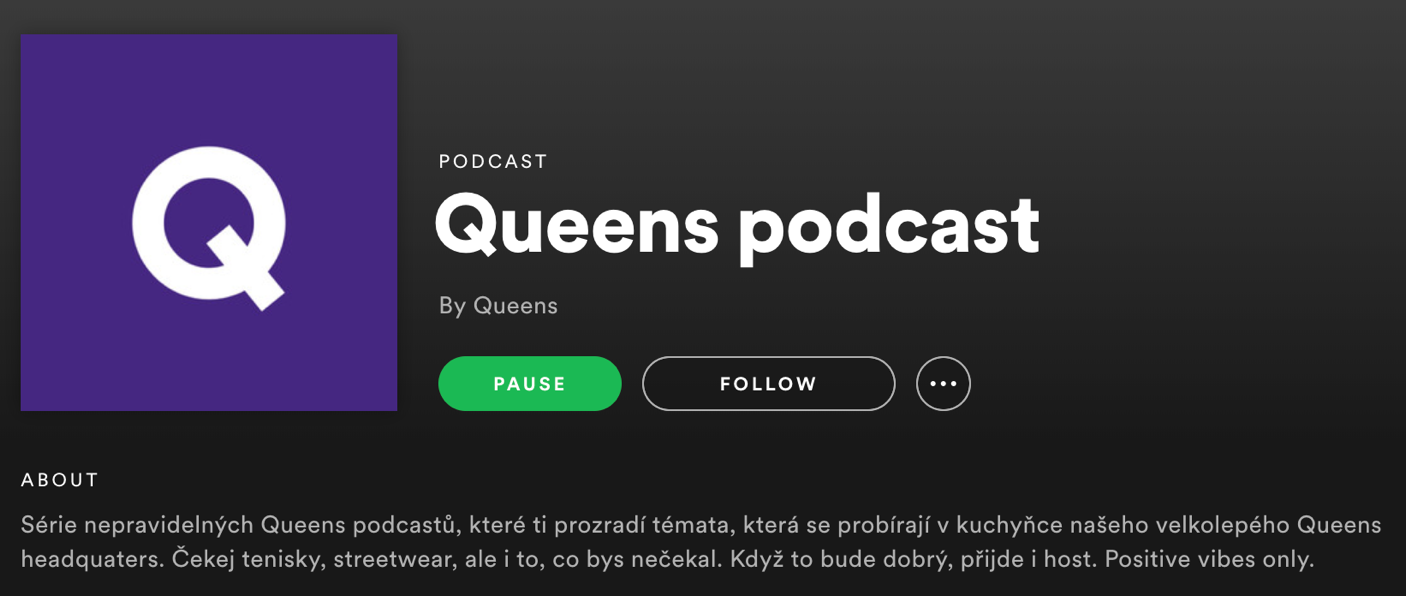 Q
PODCAST
Queens podcast
By Queens
PAUSE
FOLLOW
ABOUT
Série nepravidelných Queens podcastů, které ti prozradí témata, která se probírají v kuchyňce našeho velkolepého Queens
headquaters. Čekej tenisky, streetwear, ale i to, co bys nečekal. Když to bude dobrý, přijde i host. Positive vibes only.